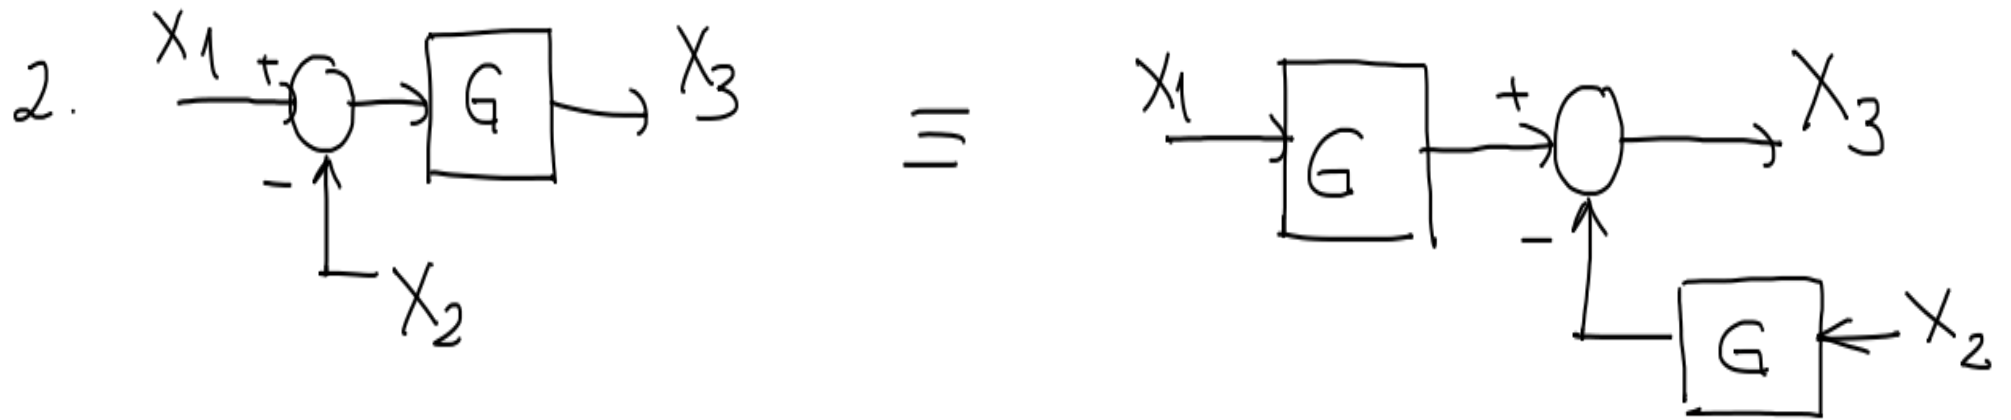 2.
X1 + G X3 ≡ X1 G + X3
-
X2
-
G X2